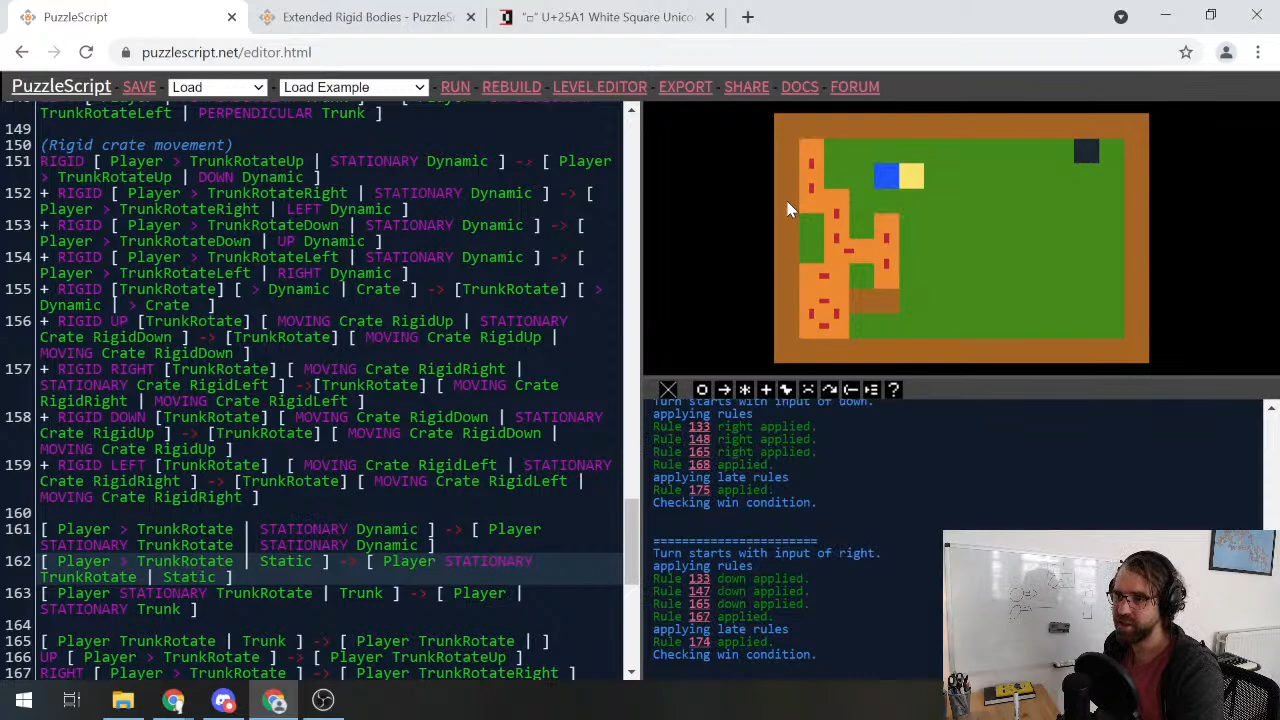 PuzzleScript
Extended Rigid Bodies - PuzzleS
"□" U+25A1 White Square Unico
puzzlescript.net/editor.html
PuzzleScript - SAVE - Load Load Example - RUN - REBUILD - LEVEL EDITOR - EXPORT - SHARE - DOCS - FORUM
TrunkRotateLeft | PERPENDICULAR Trunk ]
149
150 (Rigid crate movement)
151 RIGID [ Player > TrunkRotateUp | STATIONARY Dynamic ] -> [ Player
> TrunkRotateUp | DOWN Dynamic ]
152 + RIGID [ Player > TrunkRotateRight | STATIONARY Dynamic ] -> [
Player > TrunkRotateRight | LEFT Dynamic ]
153 + RIGID [ Player > TrunkRotateDown | STATIONARY Dynamic ] -> [
Player > TrunkRotateDown | UP Dynamic ]
154 + RIGID [ Player > TrunkRotateLeft | STATIONARY Dynamic ] -> [
Player > TrunkRotateLeft | RIGHT Dynamic ]
155 + RIGID [TrunkRotate] [ > Dynamic | Crate ] -> [TrunkRotate] [ >
Dynamic | > Crate ]
156 + RIGID UP [TrunkRotate] [ MOVING Crate RigidUp | STATIONARY
Crate RigidDown ] -> [TrunkRotate] [ MOVING Crate RigidUp |
MOVING Crate RigidDown ]
157 + RIGID RIGHT [TrunkRotate] [ MOVING Crate RigidRight |
STATIONARY Crate RigidLeft ] ->[TrunkRotate] [ MOVING Crate
RigidRight | MOVING Crate RigidLeft ]
158 + RIGID DOWN [TrunkRotate] [ MOVING Crate RigidDown | STATIONARY
Crate RigidUp ] -> [TrunkRotate] [ MOVING Crate RigidDown |
MOVING Crate RigidUp ]
159 + RIGID LEFT [TrunkRotate] [ MOVING Crate RigidLeft | STATIONARY
Crate RigidRight ] -> [TrunkRotate] [ MOVING Crate RigidLeft |
MOVING Crate RigidRight ]
160
161 [ Player > TrunkRotate | STATIONARY Dynamic ] -> [ Player
STATIONARY TrunkRotate | STATIONARY Dynamic ]
162 [ Player > TrunkRotate | Static ] -> [ Player STATIONARY
TrunkRotate | Static ]
163 [ Player STATIONARY TrunkRotate | Trunk ] -> [ Player |
STATIONARY Trunk ]
164
165 [ Player TrunkRotate | Trunk ] -> [ Player TrunkRotate | ]
166 UP [ Player > TrunkRotate ] -> [ Player TrunkRotateUp ]
167 RIGHT [ Player > TrunkRotate ] -> [ Player TrunkRotateRight ]
Turn starts with input of down.
applying rules
Rule 133 right applied.
Rule 148 right applied.
Rule 165 right applied.
Rule 168 applied.
applying late rules
Rule 175 applied.
Checking win condition.
=======================
Turn starts with input of right.
applying rules
Rule 133 down applied.
Rule 147 down applied.
Rule 165 down applied.
Rule 167 applied.
applying late rules
Rule 174 applied.
Checking win condition.